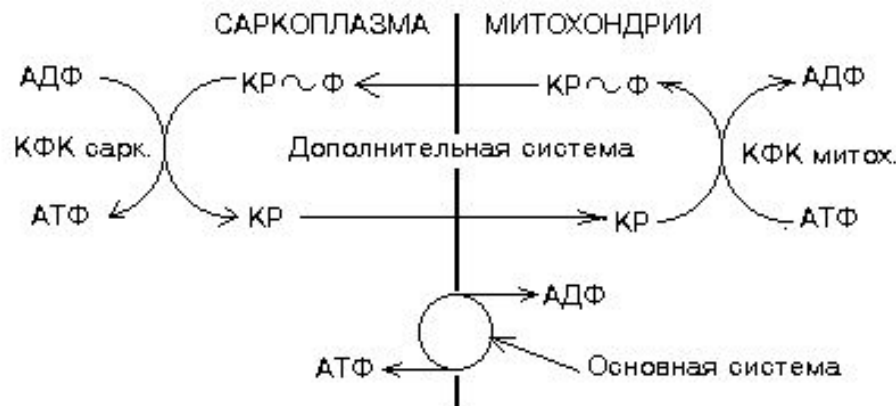 САРКОПЛАЗМА МИТОХОНДРИИ
АДФ КР~Ф КР~Ф АДФ
КФК сарк. Дополнительная система КФК митох.
АТФ КР КР АТФ
АДФ
АТФ Основная система